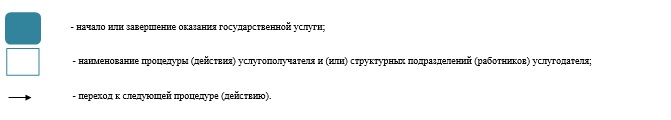 - начало или завершение оказания государственной услуги;
- наименование процедуры (действия) услугополучателя и (или) структурных подразделений (работников) услугодателя;
- переход к следующей процедуре (действию).